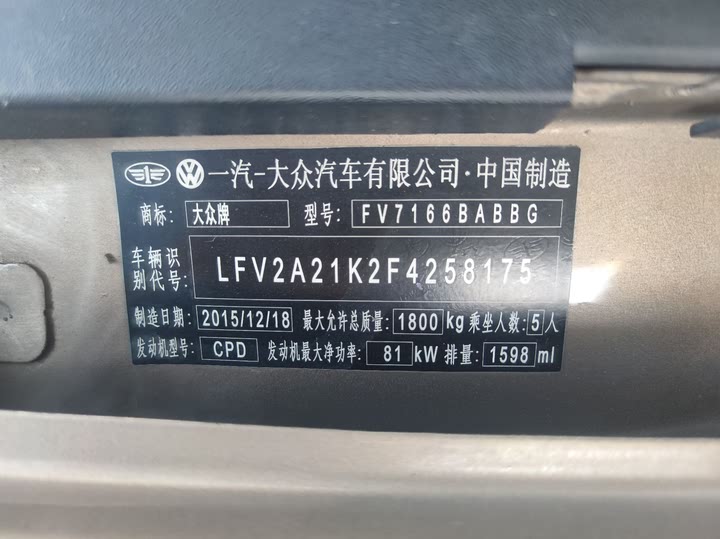 一汽-大众汽车有限公司·中国制造
商标: 大众牌 型号: FV7166BABBG
车辆识别代号: LFV2A21K2F4258175
制造日期: 2015/12/18 最大允许总质量: 1800 kg 乘坐人数: 5 人
发动机型号: CPD 发动机最大净功率: 81 kW 排量: 1598 ml